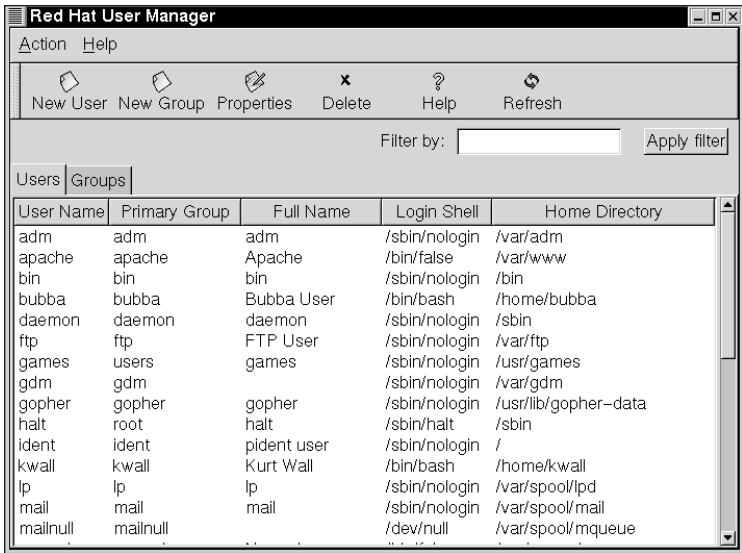 Red Hat User Manager
Action Help
New User New Group Properties Delete Help Refresh
Filter by: Apply filter
Users Groups
User Name Primary Group Full Name Login Shell Home Directory
adm adm adm /sbin/nologin /var/adm
apache apache Apache /bin/false /var/www
bin bin bin /sbin/nologin /bin
bubba bubba Bubba User /bin/bash /home/bubba
daemon daemon daemon /sbin/nologin /sbin
ftp ftp FTP User /sbin/nologin /var/ftp
games users games /sbin/nologin /usr/games
gdm gdm /sbin/nologin /var/gdm
gopher gopher gopher /sbin/nologin /usr/lib/gopher-data
halt root halt /sbin/halt /sbin
ident ident pident user /sbin/nologin /
kwall kwall Kurt Wall /bin/bash /home/kwall
lp lp lp /sbin/nologin /var/spool/lpd
mail mail mail /sbin/nologin /var/spool/mail
mailnull mailnull /dev/null /var/spool/mqueue